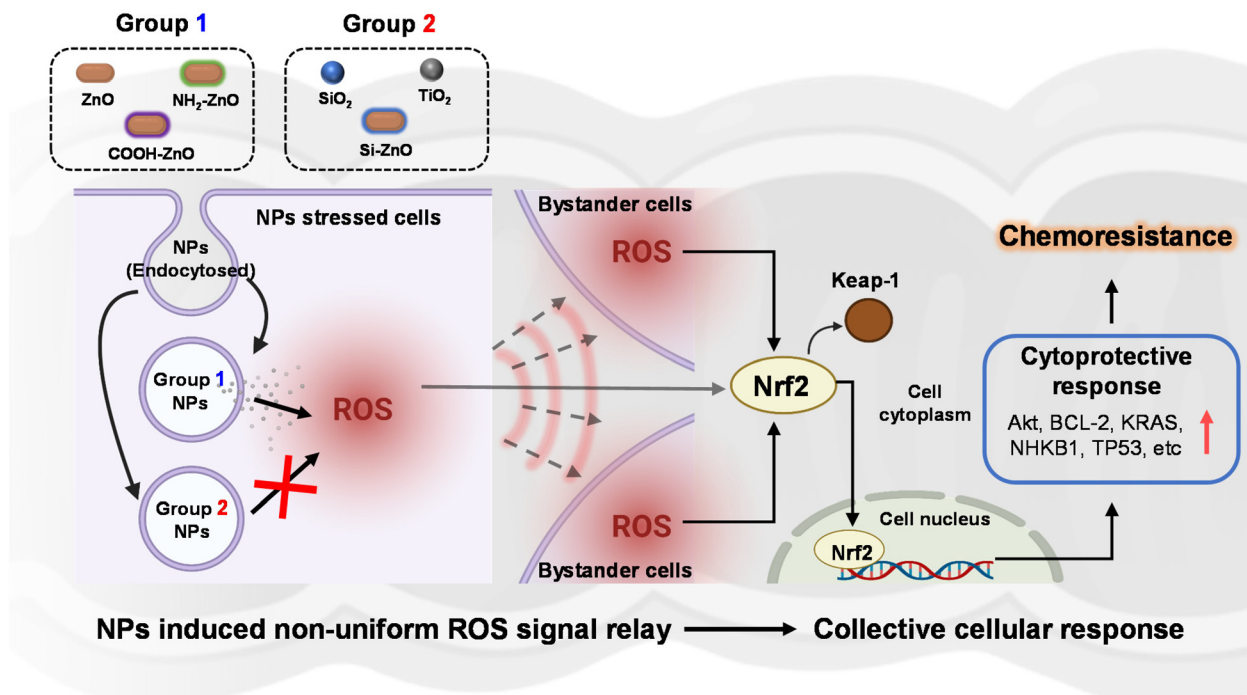 Group 1
Group 2
ZnO
NH₂-ZnO
COOH-ZnO
SiO₂
TiO₂
Si-ZnO
NPs stressed cells
NPs
(Endocytosed)
Group 1
NPs
Group 2
NPs
ROS
Bystander cells
ROS
ROS
Bystander cells
Keap-1
Nrf2
Cell
cytoplasm
Cell nucleus
Nrf2
Chemoresistance
Cytoprotective
response
Akt, BCL-2, KRAS,
NHKB1, TP53, etc
NPs induced non-uniform ROS signal relay
Collective cellular response